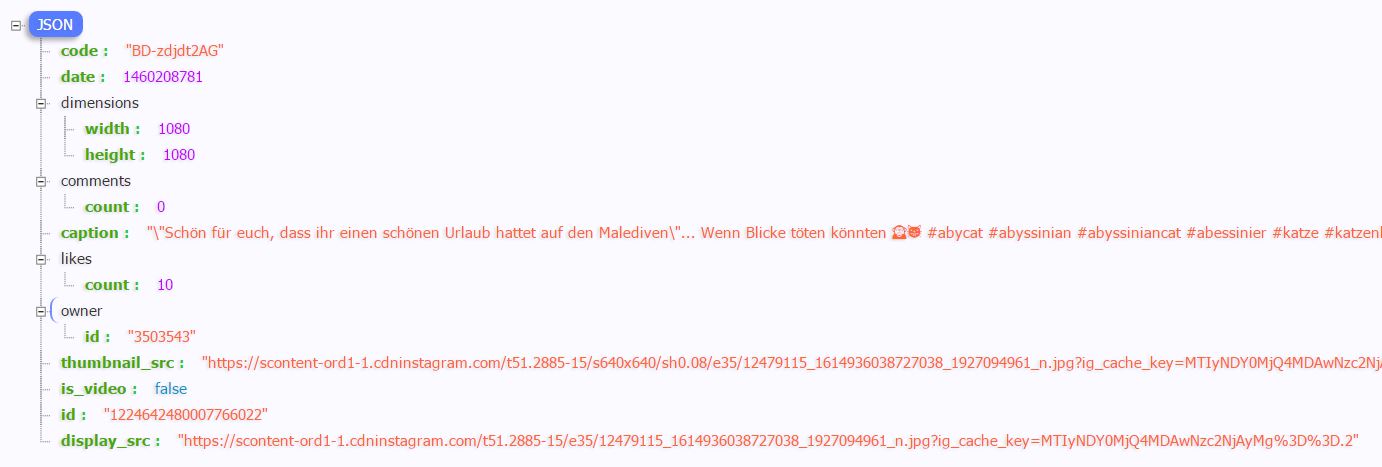 JSON
code : "BD-zdjdt2AG"
date : 1460208781
dimensions
width : 1080
height : 1080
comments
count : 0
caption : "\"Schön für euch, dass ihr einen schönen Urlaub hattet auf den Malediven\"... Wenn Blicke töten könnten 🙊😈 #abycat #abyssinian #abyssiniancat #abessinier #katze
likes
count : 10
owner
id : "3503543"
thumbnail_src : "https://scontent-ord1-1.cdninstagram.com/t51.2885-15/s640x640/sh0.08/e35/12479115_1614936038727038_1927094961_n.jpg?ig_cache_key=MTIyNDY0MjQ4MDAwNzc2NjA
is_video : false
id : "1224642480007766022"
display_src : "https://scontent-ord1-1.cdninstagram.com/t51.2885-15/e35/12479115_1614936038727038_1927094961_n.jpg?ig_cache_key=MTIyNDY0MjQ4MDAwNzc2NjAyMg%3D%3D.2"